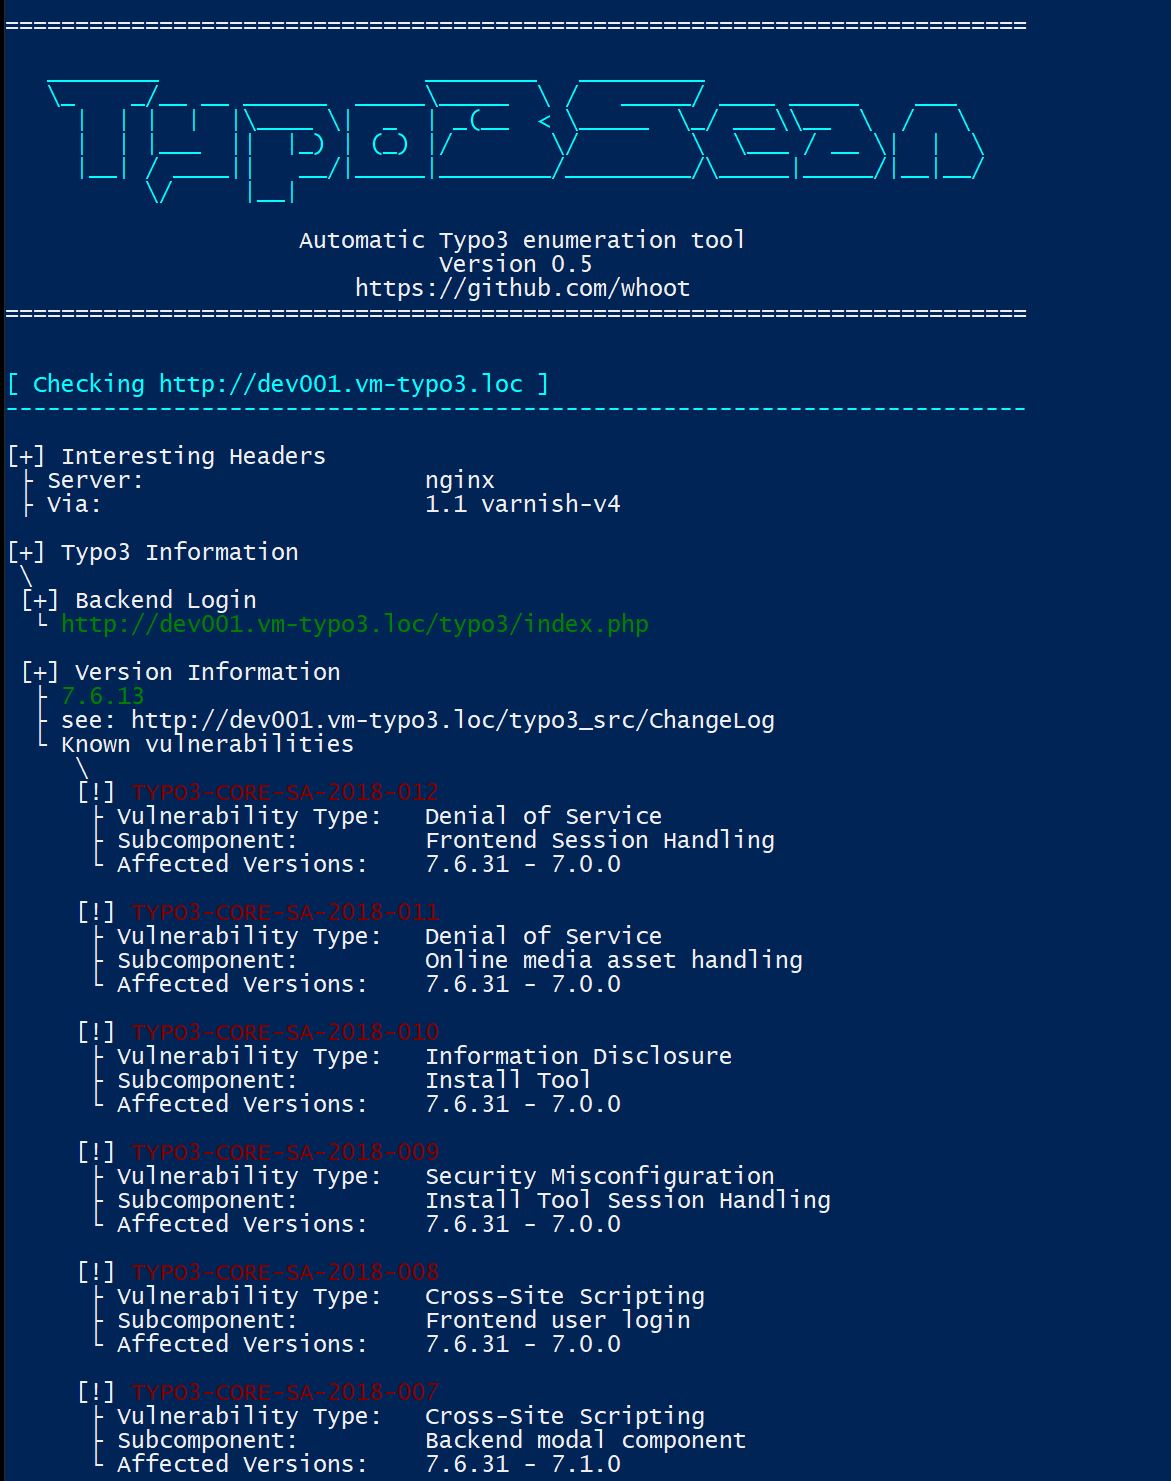 =========================================================================
Typo3Scan
Automatic Typo3 enumeration tool
Version 0.5
https://github.com/whoot
=========================================================================
[ Checking http://dev001.vm-typo3.loc ]
-------------------------------------------------------------------------
[+] Interesting Headers
├ Server: nginx
├ Via: 1.1 varnish-v4
[+] Typo3 Information
\
[+] Backend Login
└ http://dev001.vm-typo3.loc/typo3/index.php
[+] Version Information
├ 7.6.13
├ see: http://dev001.vm-typo3.loc/typo3_src/ChangeLog
└ Known vulnerabilities
\
[!] TYPO3-CORE-SA-2018-012
├ Vulnerability Type: Denial of Service
├ Subcomponent: Frontend Session Handling
└ Affected Versions: 7.6.31 - 7.0.0
[!] TYPO3-CORE-SA-2018-011
├ Vulnerability Type: Denial of Service
├ Subcomponent: Online media asset handling
└ Affected Versions: 7.6.31 - 7.0.0
[!] TYPO3-CORE-SA-2018-010
├ Vulnerability Type: Information Disclosure
├ Subcomponent: Install Tool
└ Affected Versions: 7.6.31 - 7.0.0
[!] TYPO3-CORE-SA-2018-009
├ Vulnerability Type: Security Misconfiguration
├ Subcomponent: Install Tool Session Handling
└ Affected Versions: 7.6.31 - 7.0.0
[!] TYPO3-CORE-SA-2018-008
├ Vulnerability Type: Cross-Site Scripting
├ Subcomponent: Frontend user login
└ Affected Versions: 7.6.31 - 7.0.0
[!] TYPO3-CORE-SA-2018-007
├ Vulnerability Type: Cross-Site Scripting
├ Subcomponent: Backend modal component
└ Affected Versions: 7.6.31 - 7.1.0